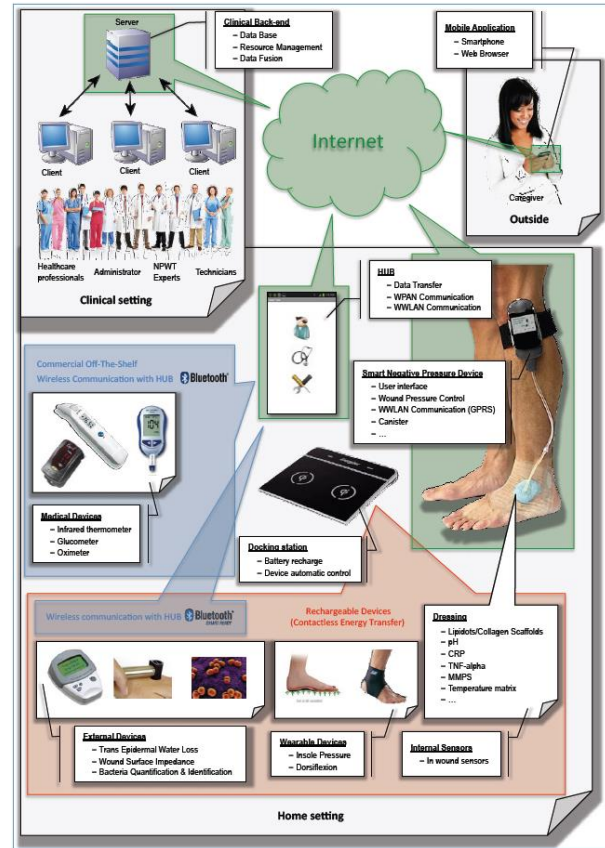 Server
Clinical Back-end
– Data Base
– Resource Management
– Data Fusion
Mobile Application
– Smartphone
– Web Browser
Internet
Client
Client
Client
Caregiver
Outside
Healthcare professionals
Administrator
NPWT Experts
Technicians
Clinical setting
HUB
– Data Transfer
– WPAN Communication
– WWLAN Communication
Commercial Off-The-Shelf
Wireless Communication with HUB Bluetooth®
Smart Negative Pressure Device
– User interface
– Wound Pressure Control
– WWLAN Communication (GPRS)
– Canister
– ...
104
Medical Devices
– Infrared thermometer
– Glucometer
– Oximeter
Docking station
– Battery recharge
– Device automatic control
Wireless communication with HUB Bluetooth®
Rechargeable Devices
(Contactless Energy Transfer)
Dressing
– Lipidots/Collagen Scaffolds
– pH
– CRP
– TNF-alpha
– MMPS
– Temperature matrix
– ...
External Devices
– Trans Epidermal Water Loss
– Wound Surface Impedance
– Bacteria Quantification & Identification
Wearable Devices
– Insole Pressure
– Dorsiflexion
Internal Sensors
– In wound sensors
Home setting